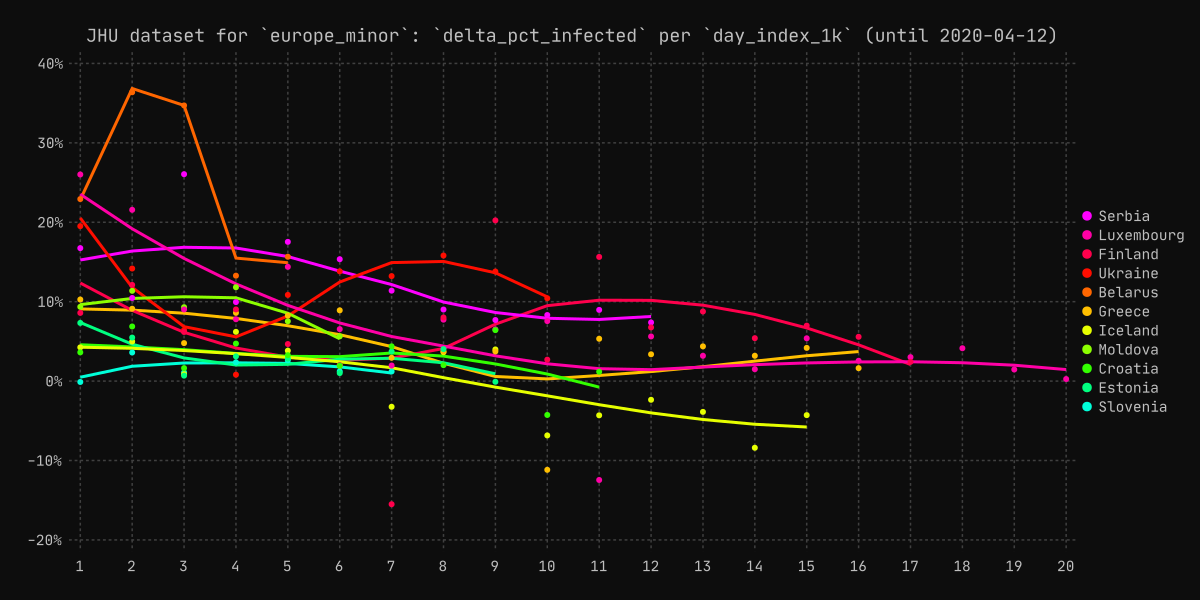 JHU dataset for `europe_minor`: `delta_pct_infected` per `day_index_1k` (until 2020-04-12)
40%
30%
20%
10%
0%
-10%
-20%
1 2 3 4 5 6 7 8 9 10 11 12 13 14 15 16 17 18 19 20
Serbia
Luxembourg
Finland
Ukraine
Belarus
Greece
Iceland
Moldova
Croatia
Estonia
Slovenia